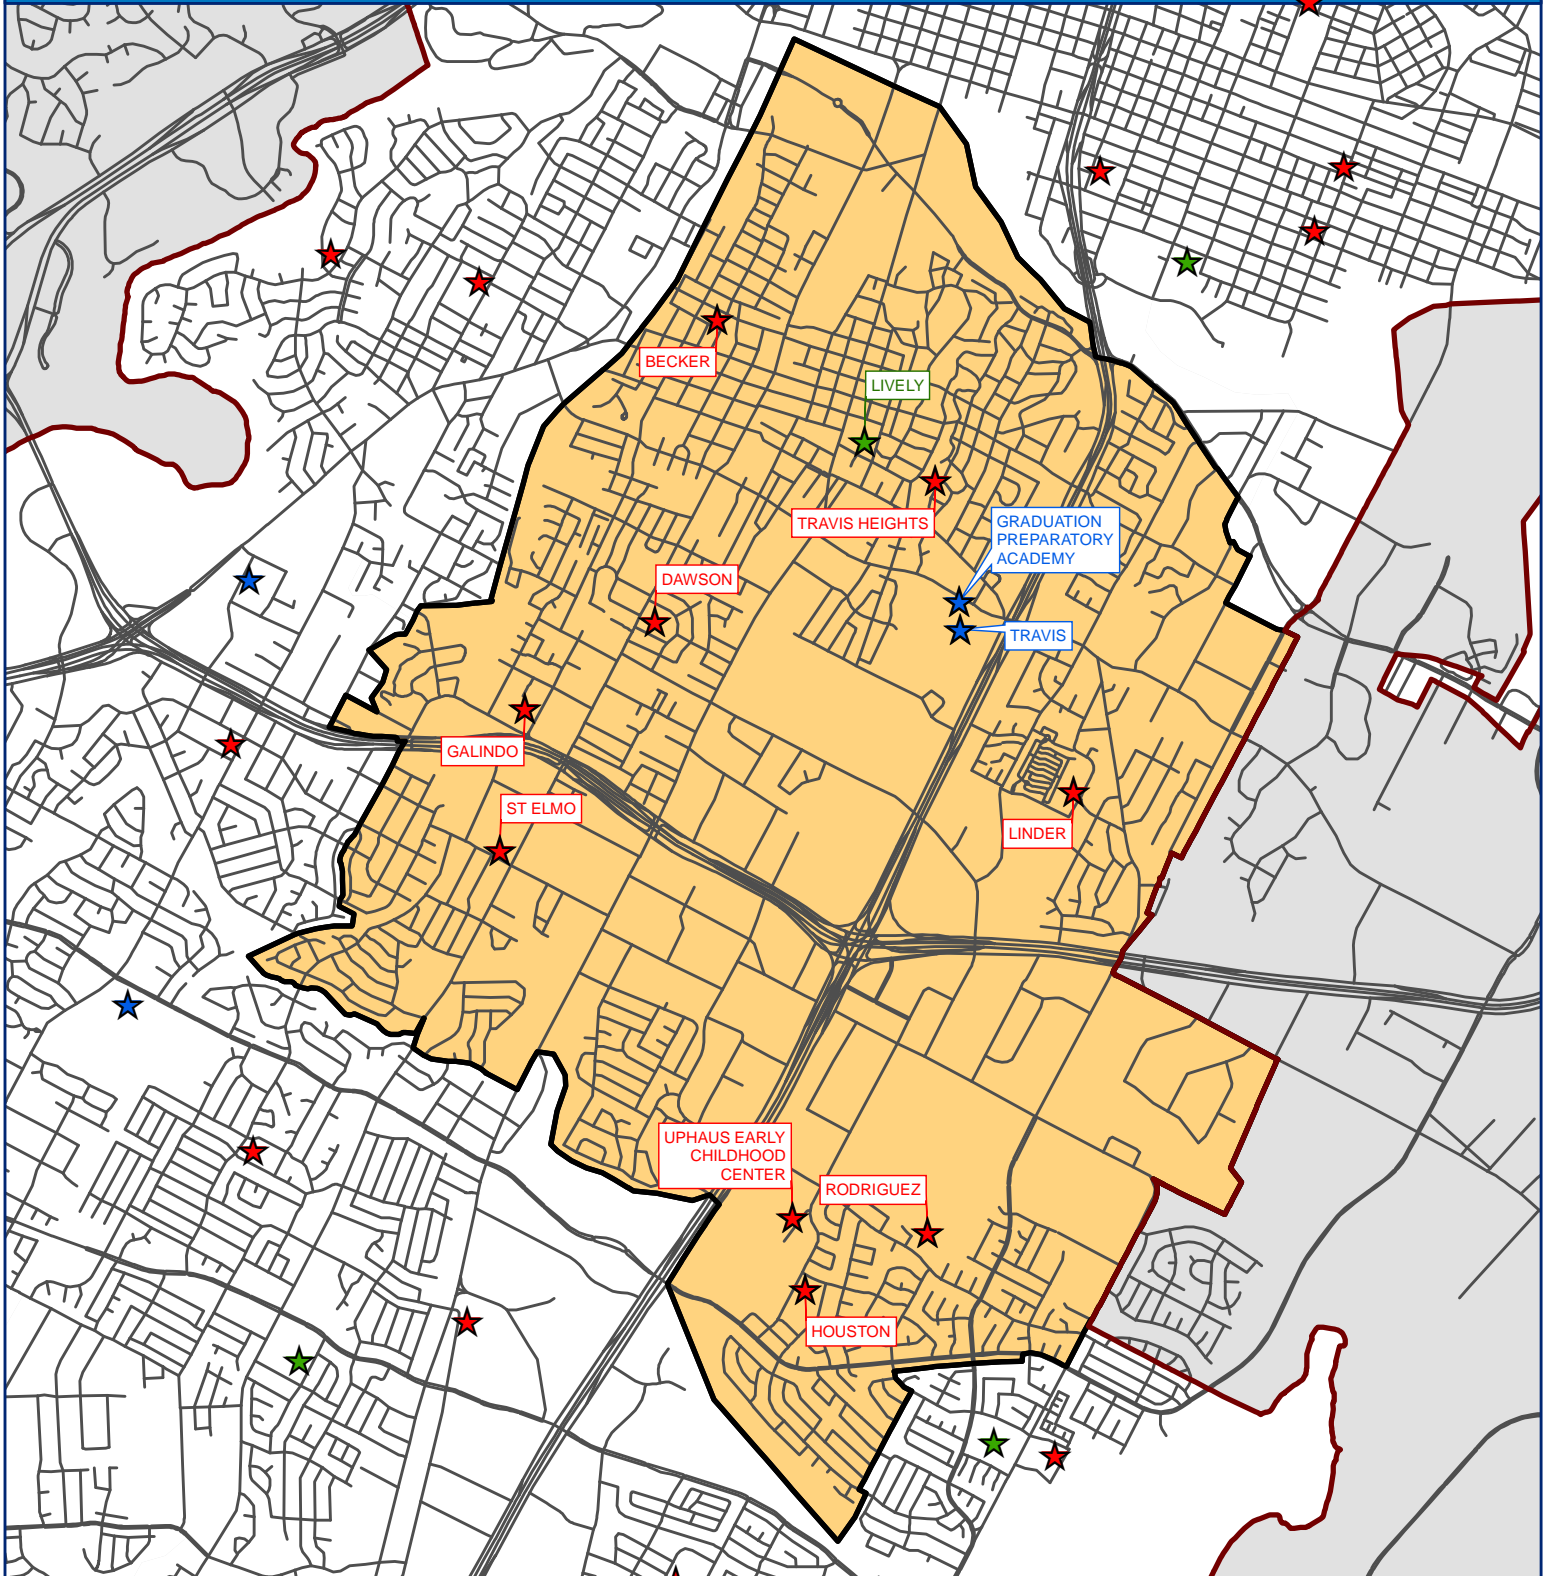 BECKER
LIVELY
TRAVIS HEIGHTS
GRADUATION
PREPARATORY
ACADEMY
DAWSON
TRAVIS
GALINDO
ST ELMO
LINDER
UPHAUS EARLY
CHILDHOOD
CENTER
RODRIGUEZ
HOUSTON